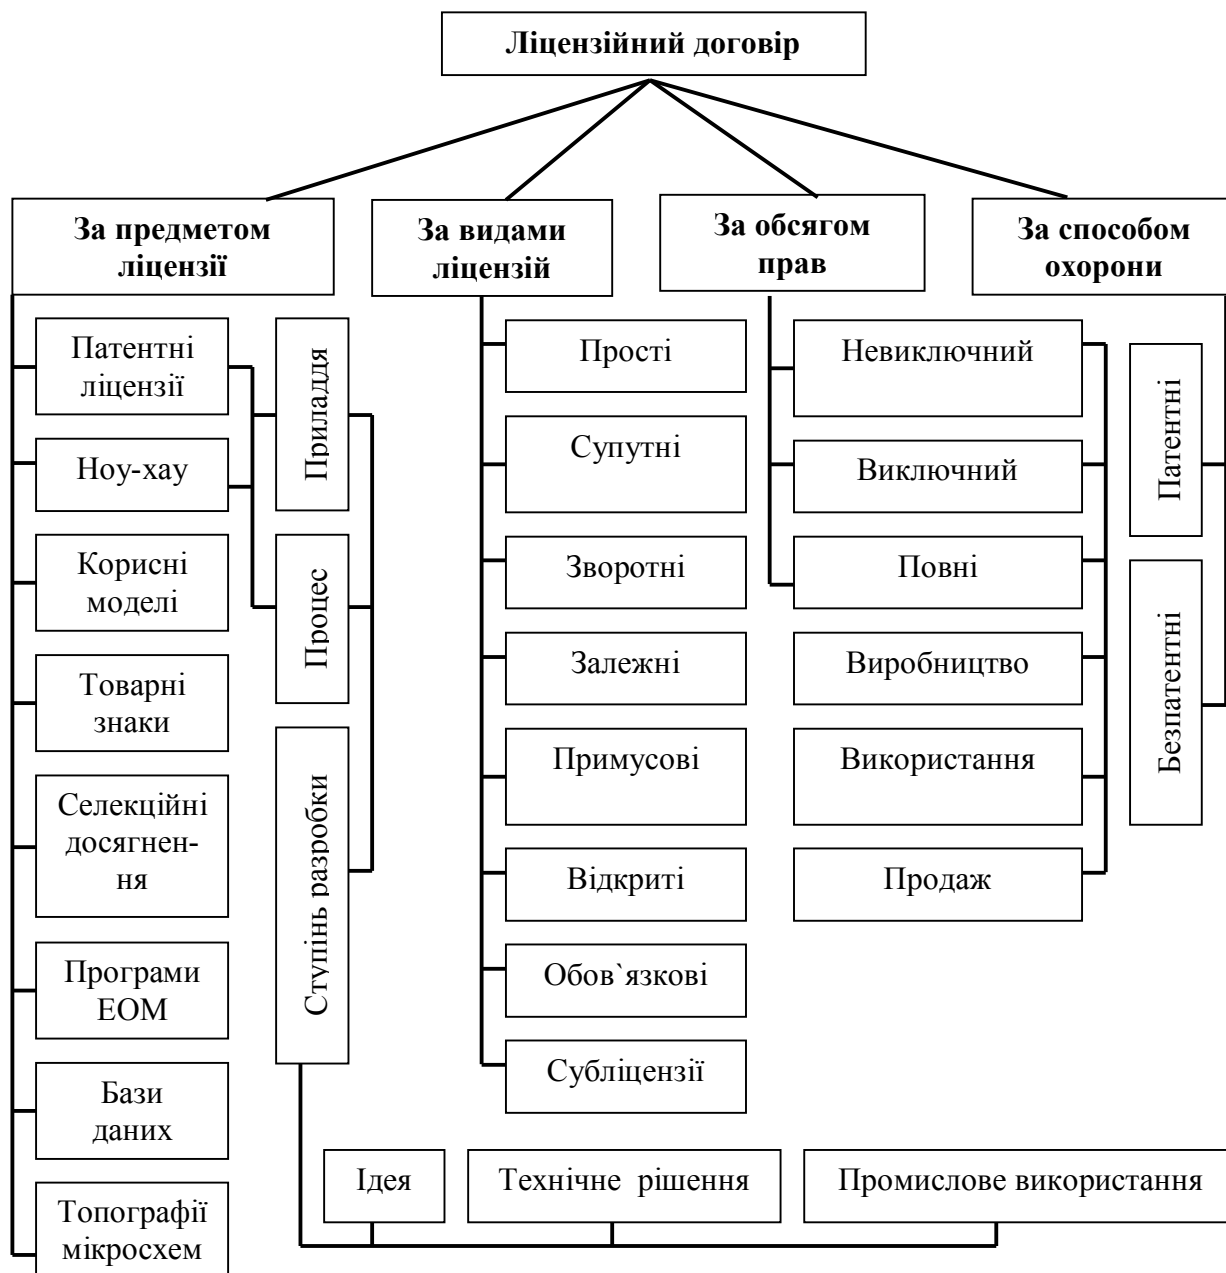 Ліцензійний договір
За предметом
ліцензії
За видами
ліцензій
За обсягом
прав
За способом
охорони
Патентні
ліцензії
Ноу-хау
Корисні
моделі
Товарні
знаки
Селекційні
досягнен-
ня
Програми
ЕОМ
Бази
даних
Топографії
мікросхем
Приладдя
Процес
Ступінь разробки
Прості
Супутні
Зворотні
Залежні
Примусові
Відкриті
Обов`язкові
Субліцензії
Невиключний
Виключний
Повні
Виробництво
Використання
Продаж
Патентні
Безпатентні
Ідея
Технічне рішення
Промислове використання